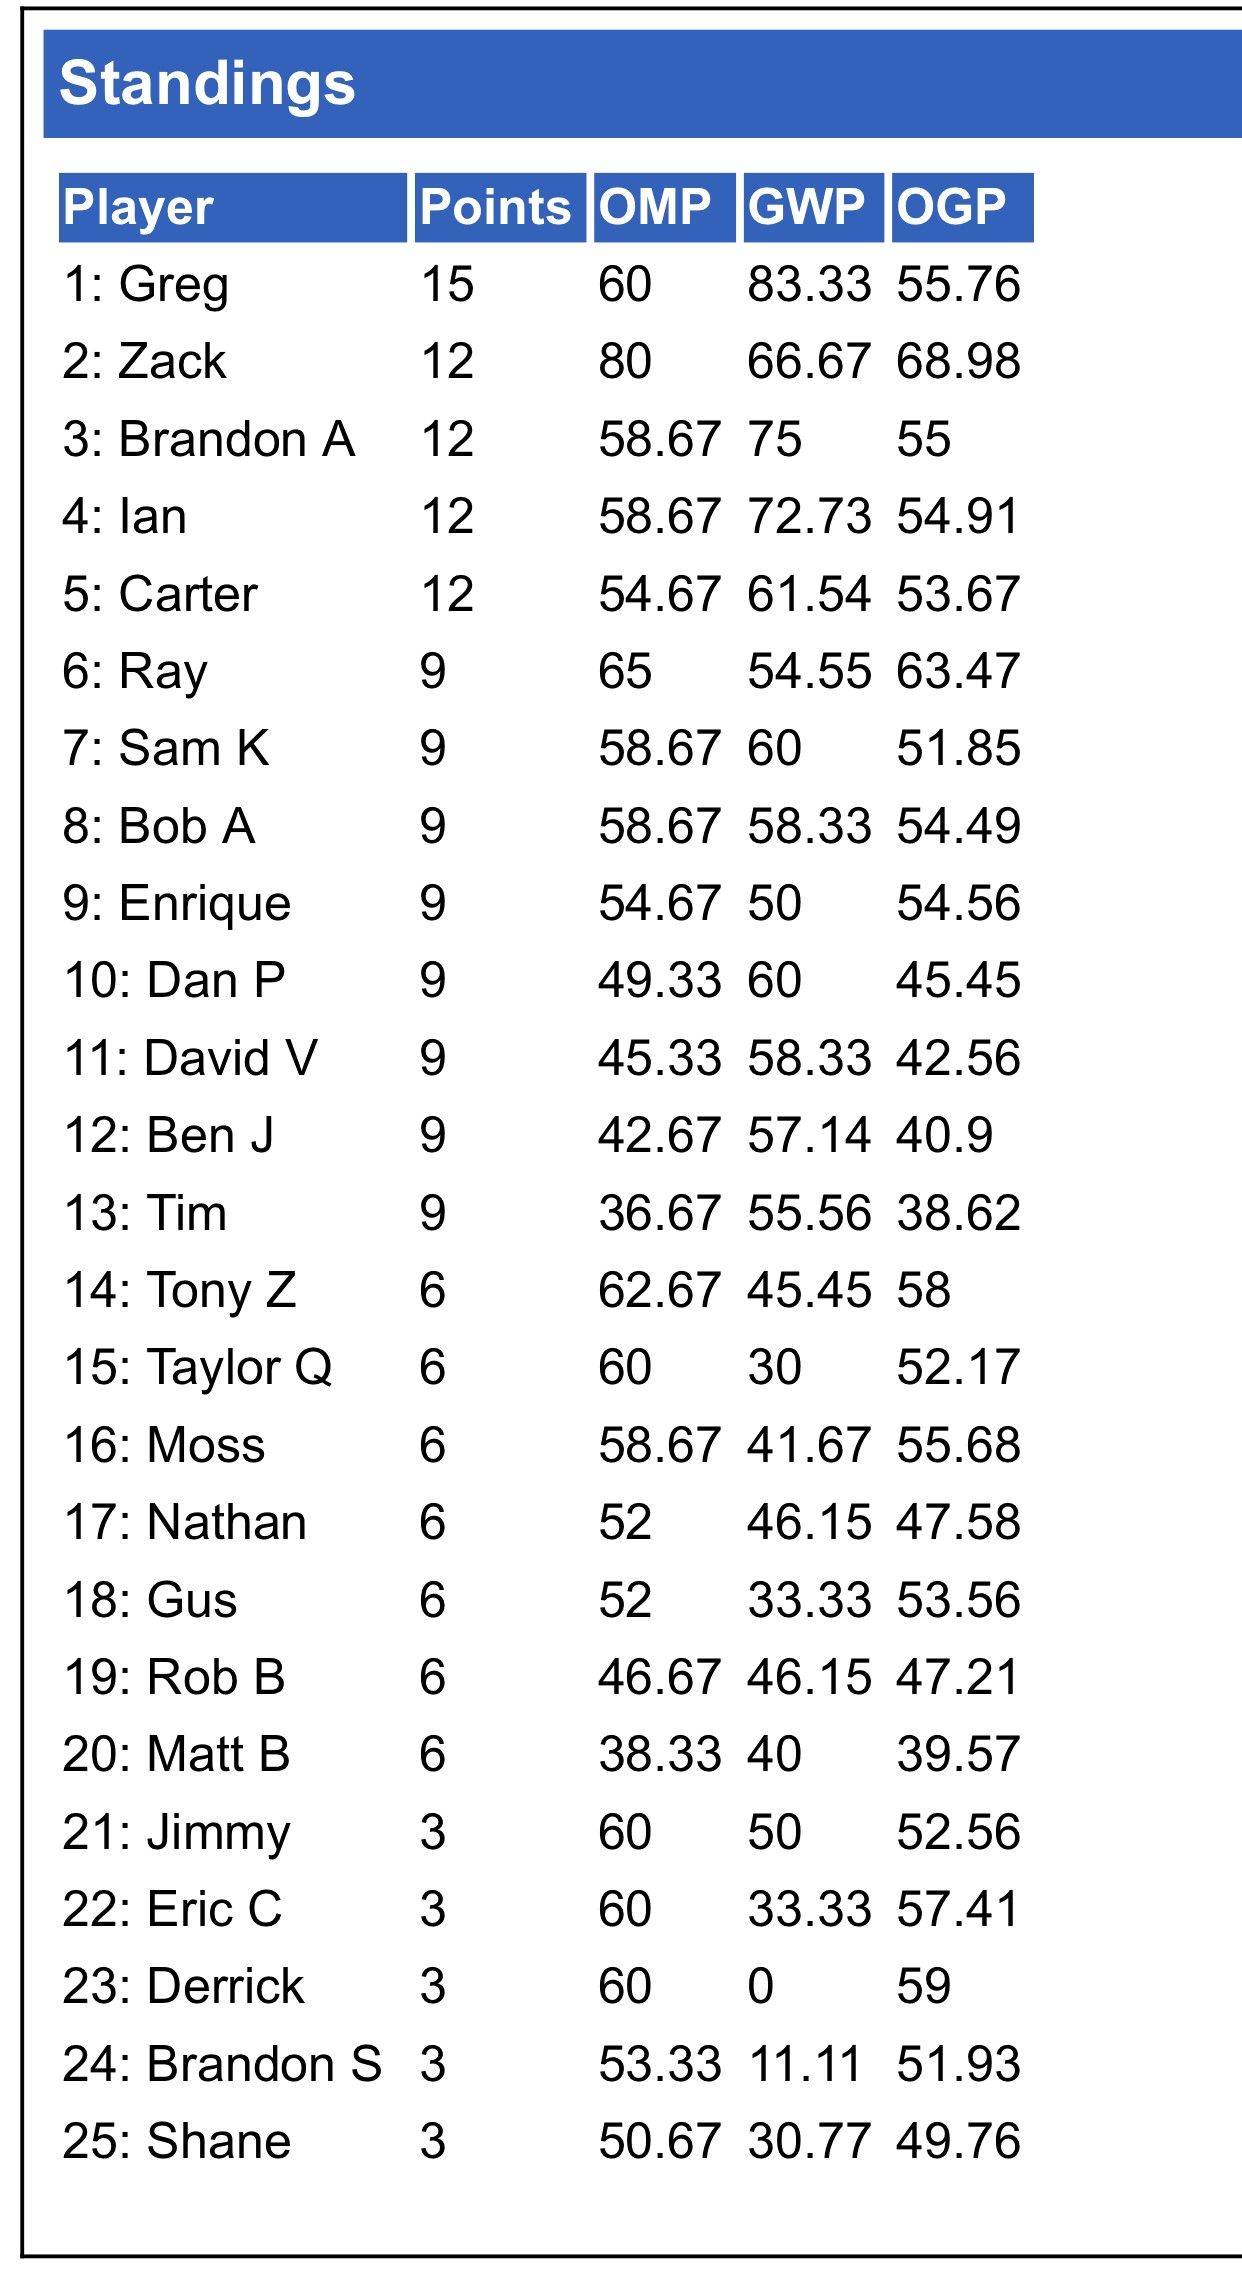 Standings
Player Points OMP GWP OGP
1: Greg 15 60 83.33 55.76
2: Zack 12 80 66.67 68.98
3: Brandon A 12 58.67 75 55
4: Ian 12 58.67 72.73 54.91
5: Carter 12 54.67 61.54 53.67
6: Ray 9 65 54.55 63.47
7: Sam K 9 58.67 60 51.85
8: Bob A 9 58.67 58.33 54.49
9: Enrique 9 54.67 50 54.56
10: Dan P 9 49.33 60 45.45
11: David V 9 45.33 58.33 42.56
12: Ben J 9 42.67 57.14 40.9
13: Tim 9 36.67 55.56 38.62
14: Tony Z 6 62.67 45.45 58
15: Taylor Q 6 60 30 52.17
16: Moss 6 58.67 41.67 55.68
17: Nathan 6 52 46.15 47.58
18: Gus 6 52 33.33 53.56
19: Rob B 6 46.67 46.15 47.21
20: Matt B 6 38.33 40 39.57
21: Jimmy 3 60 50 52.56
22: Eric C 3 60 33.33 57.41
23: Derrick 3 60 0 59
24: Brandon S 3 53.33 11.11 51.93
25: Shane 3 50.67 30.77 49.76